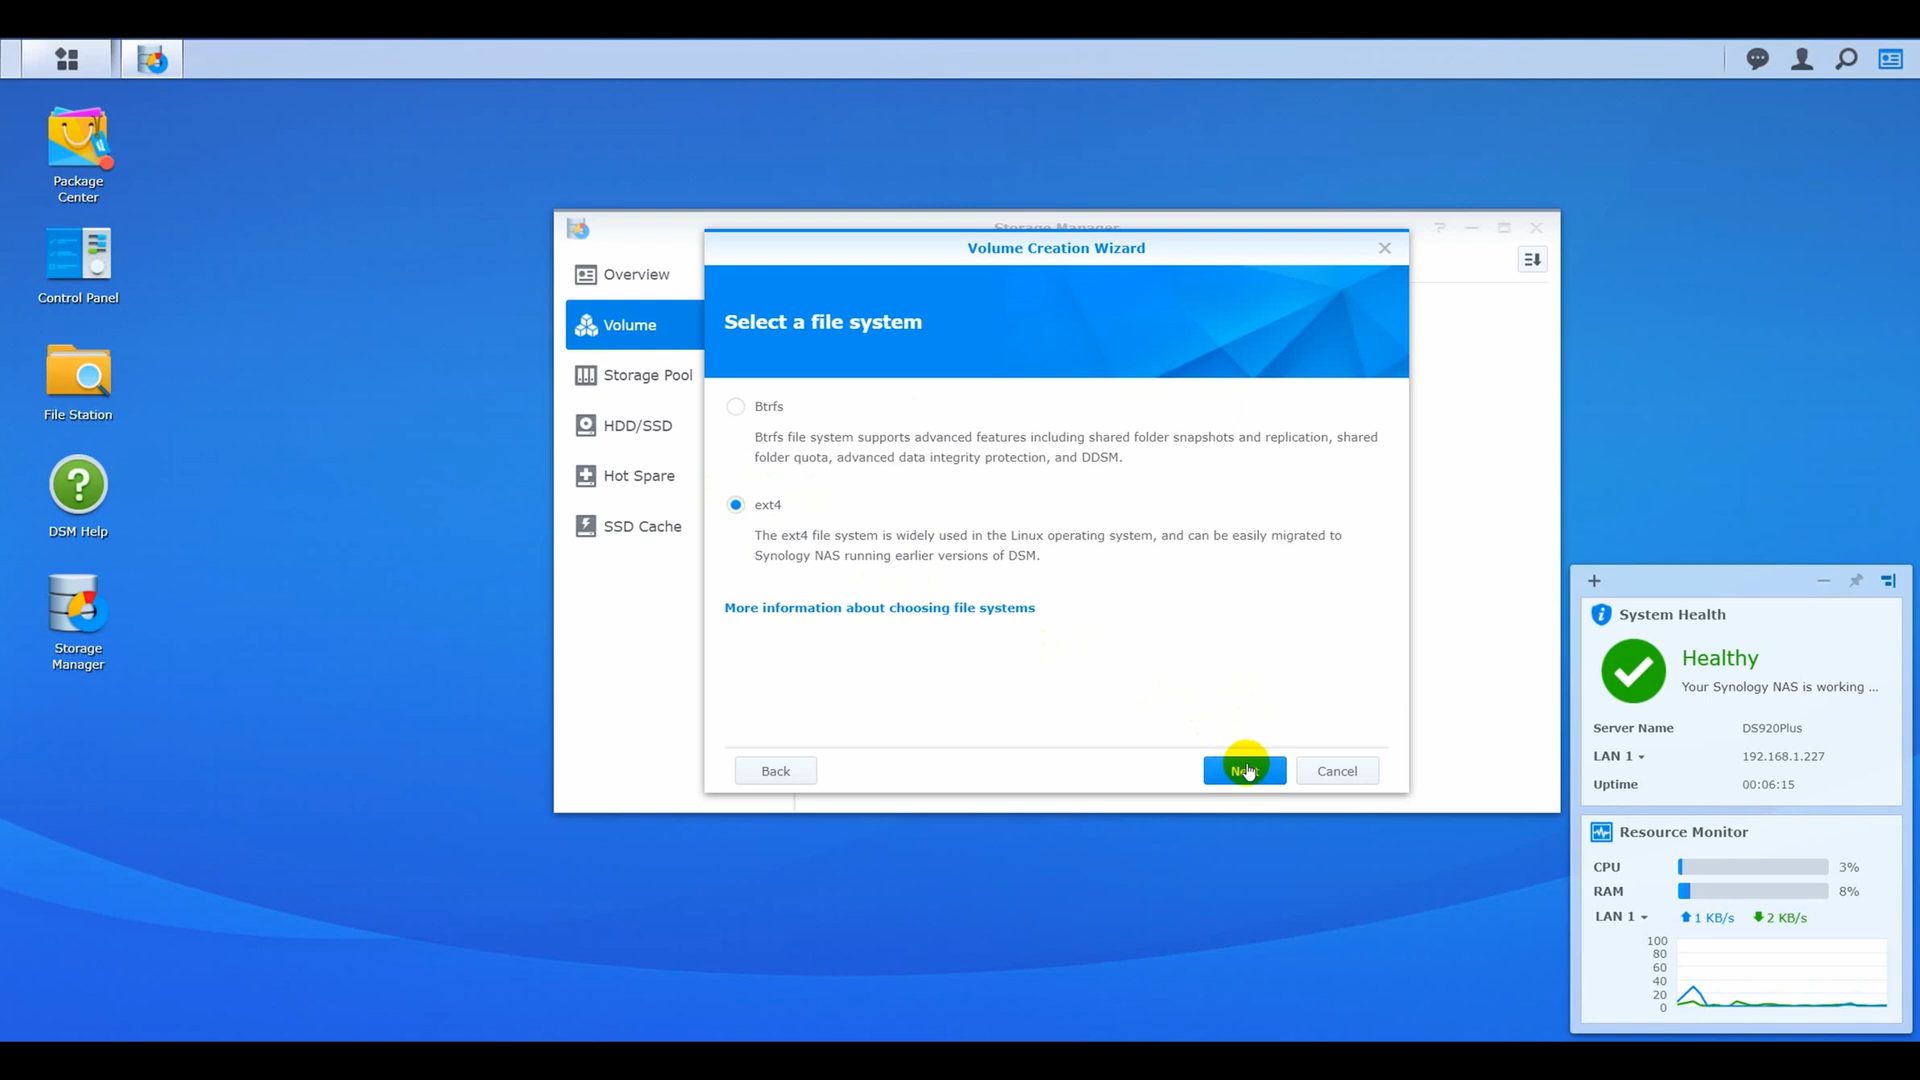 Package
Center
Control Panel
File Station
DSM Help
Storage
Manager
Storage Manager
Overview
Volume
Storage Pool
HDD/SSD
Hot Spare
SSD Cache
Volume Creation Wizard
Select a file system
Btrfs
Btrfs file system supports advanced features including shared folder snapshots and replication, shared
folder quota, advanced data integrity protection, and DDSM.
ext4
The ext4 file system is widely used in the Linux operating system, and can be easily migrated to
Synology NAS running earlier versions of DSM.
More information about choosing file systems
Back
Cancel
System Health
Healthy
Your Synology NAS is working ...
Server Name DS920Plus
LAN 1 192.168.1.227
Uptime 00:06:15
Resource Monitor
CPU 3%
RAM 8%
LAN 1 1 KB/s 2 KB/s
100
80
60
40
20
0